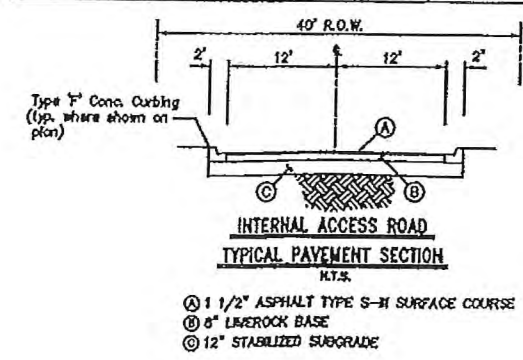 40' R.O.W.
2' 12' 12' 2'
Type 'F' Conc. Curbing
(typ. where shown on
plan)
A
C B
INTERNAL ACCESS ROAD
TYPICAL PAVEMENT SECTION
N.T.S.
A 1 1/2" ASPHALT TYPE S-III SURFACE COURSE
B 8" LIMEROCK BASE
C 12" STABILIZED SUBGRADE